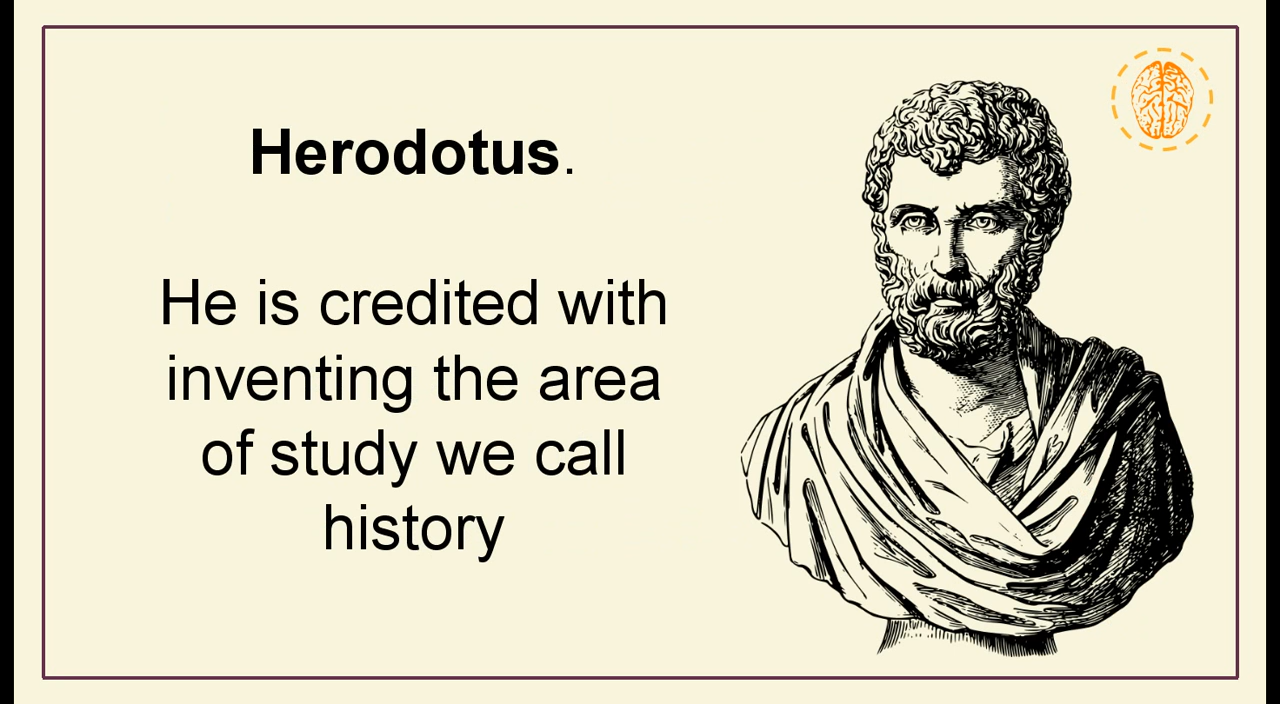 Herodotus.
He is credited with
inventing the area
of study we call
history